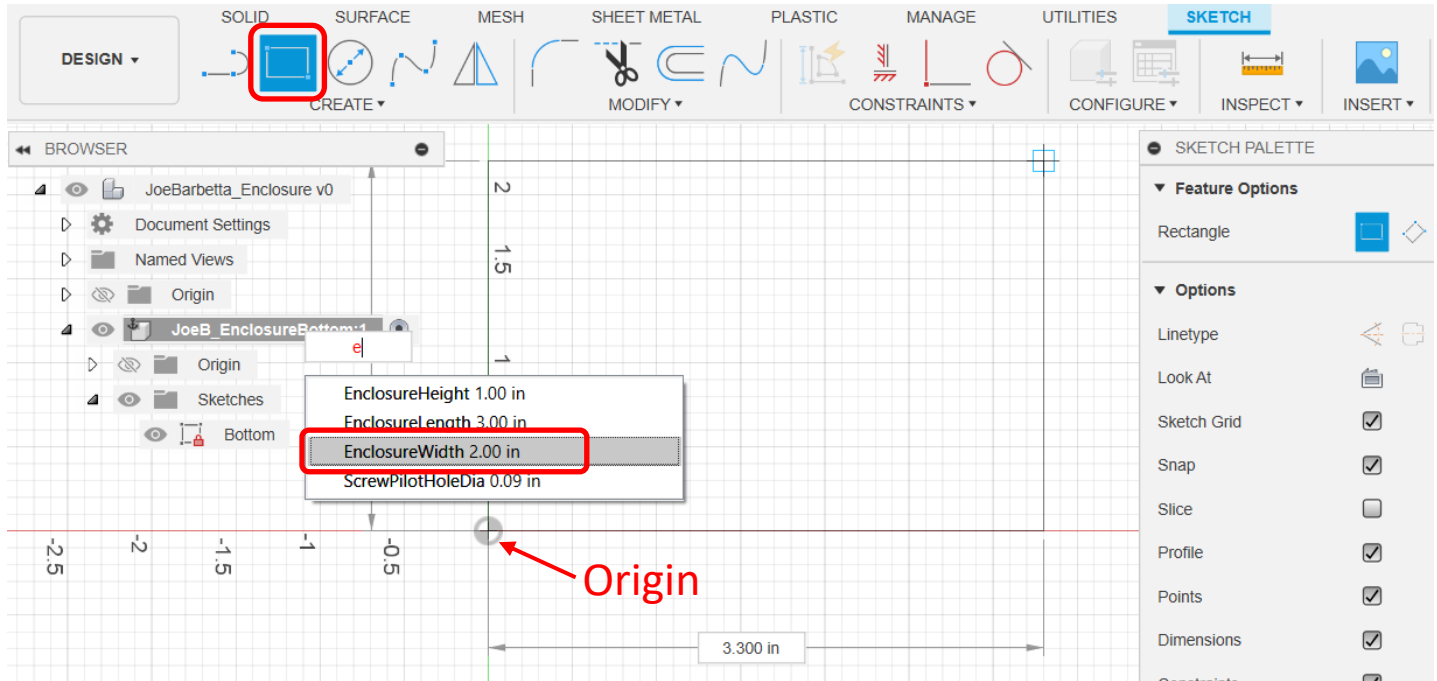 SOLID SURFACE MESH SHEET METAL PLASTIC MANAGE UTILITIES SKETCH
DESIGN ▾
CREATE ▾ MODIFY ▾ CONSTRAINTS ▾ CONFIGURE ▾ INSPECT ▾ INSERT ▾
BROWSER
JoeBarbetta_Enclosure v0
Document Settings
Named Views
Origin
JoeB_EnclosureBottom:1
Origin
Sketches
Bottom
e
EnclosureHeight 1.00 in
EnclosureLength 3.00 in
EnclosureWidth 2.00 in
ScrewPilotHoleDia 0.09 in
2
1.5
1
-2.5 -2 -1.5 -1 -0.5
Origin
3.300 in
SKETCH PALETTE
▼ Feature Options
Rectangle
▼ Options
Linetype
Look At
Sketch Grid
Snap
Slice
Profile
Points
Dimensions
Constraints